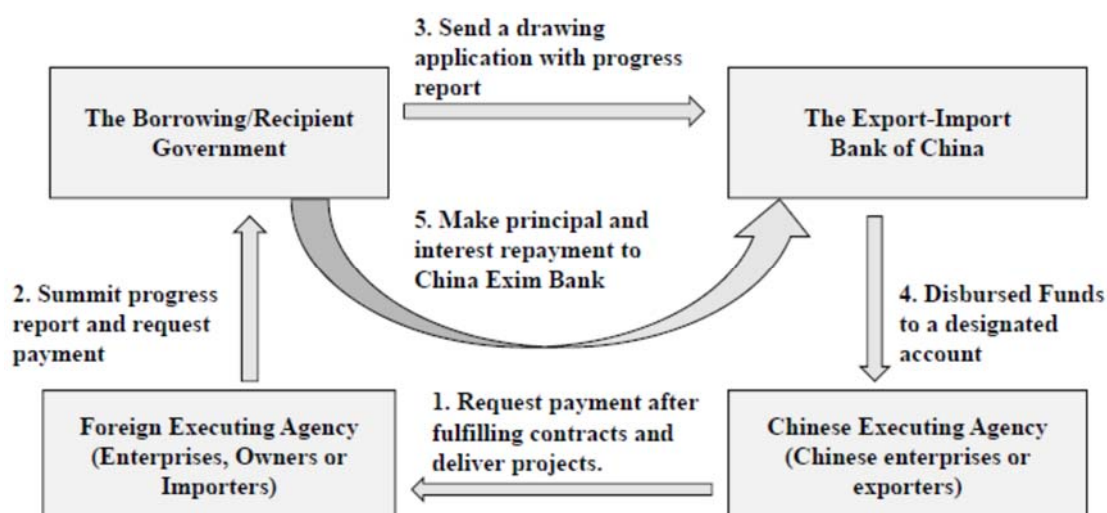 3. Send a drawing
application with progress
report
The Borrowing/Recipient
Government
The Export-Import
Bank of China
5. Make principal and
interest repayment to
China Exim Bank
2. Summit progress
report and request
payment
4. Disbursed Funds
to a designated
account
Foreign Executing Agency
(Enterprises, Owners or
Importers)
1. Request payment after
fulfilling contracts and
deliver projects.
Chinese Executing Agency
(Chinese enterprises or
exporters)